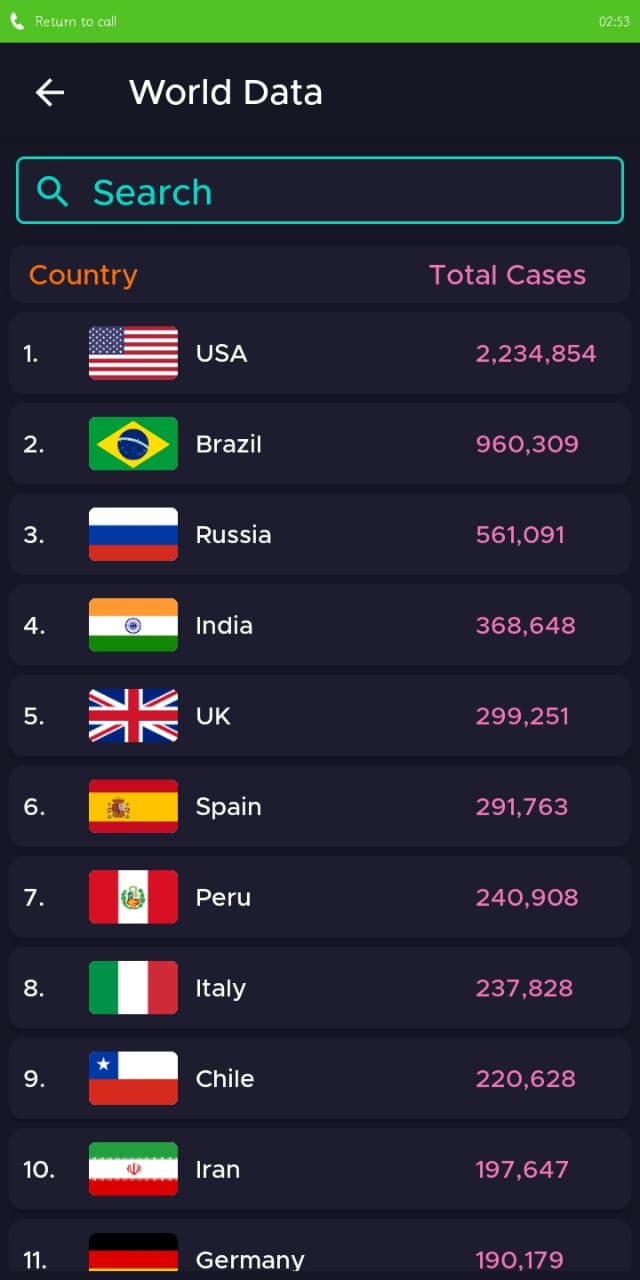 Return to call 02:53
World Data
Search
Country Total Cases
1. USA 2,234,854
2. Brazil 960,309
3. Russia 561,091
4. India 368,648
5. UK 299,251
6. Spain 291,763
7. Peru 240,908
8. Italy 237,828
9. Chile 220,628
10. Iran 197,647
11. Germany 190,179